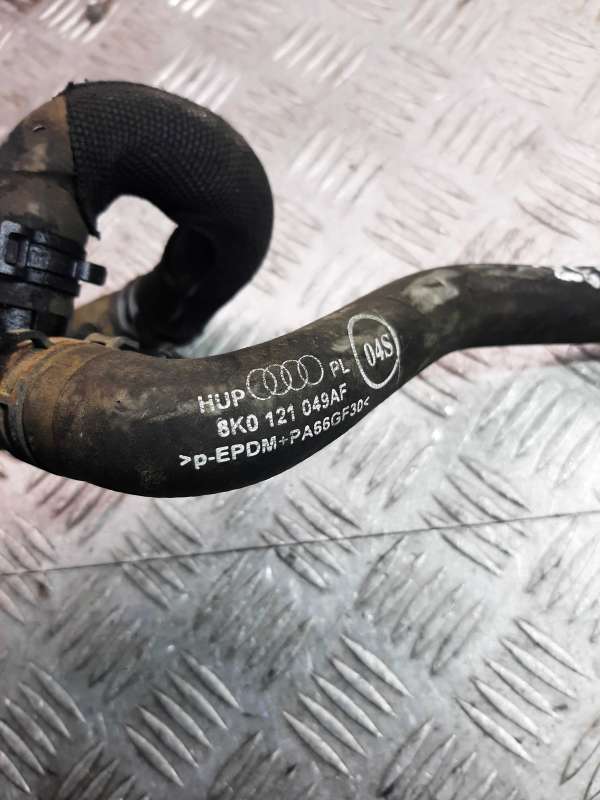 HUP PL 04S
8K0 121 049AF
>p-EPDM+PA66GF30<